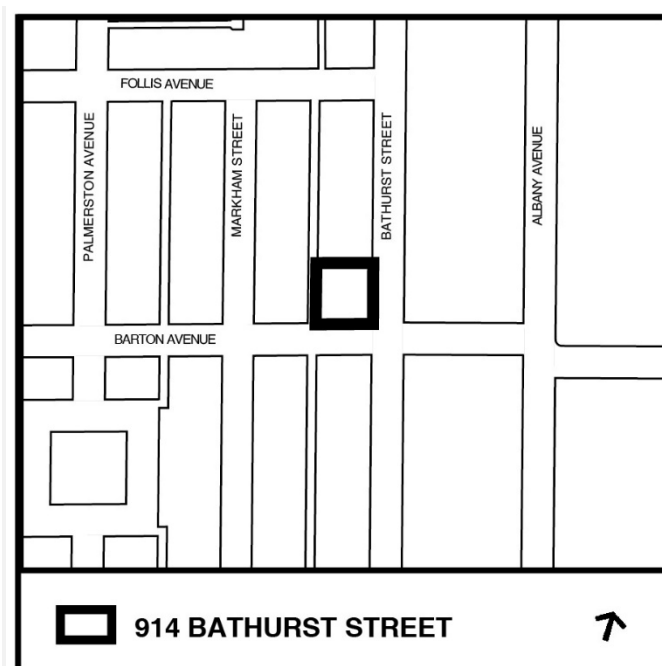 FOLLIS AVENUE
PALMERSTON AVENUE
MARKHAM STREET
BATHURST STREET
ALBANY AVENUE
BARTON AVENUE
914 BATHURST STREET